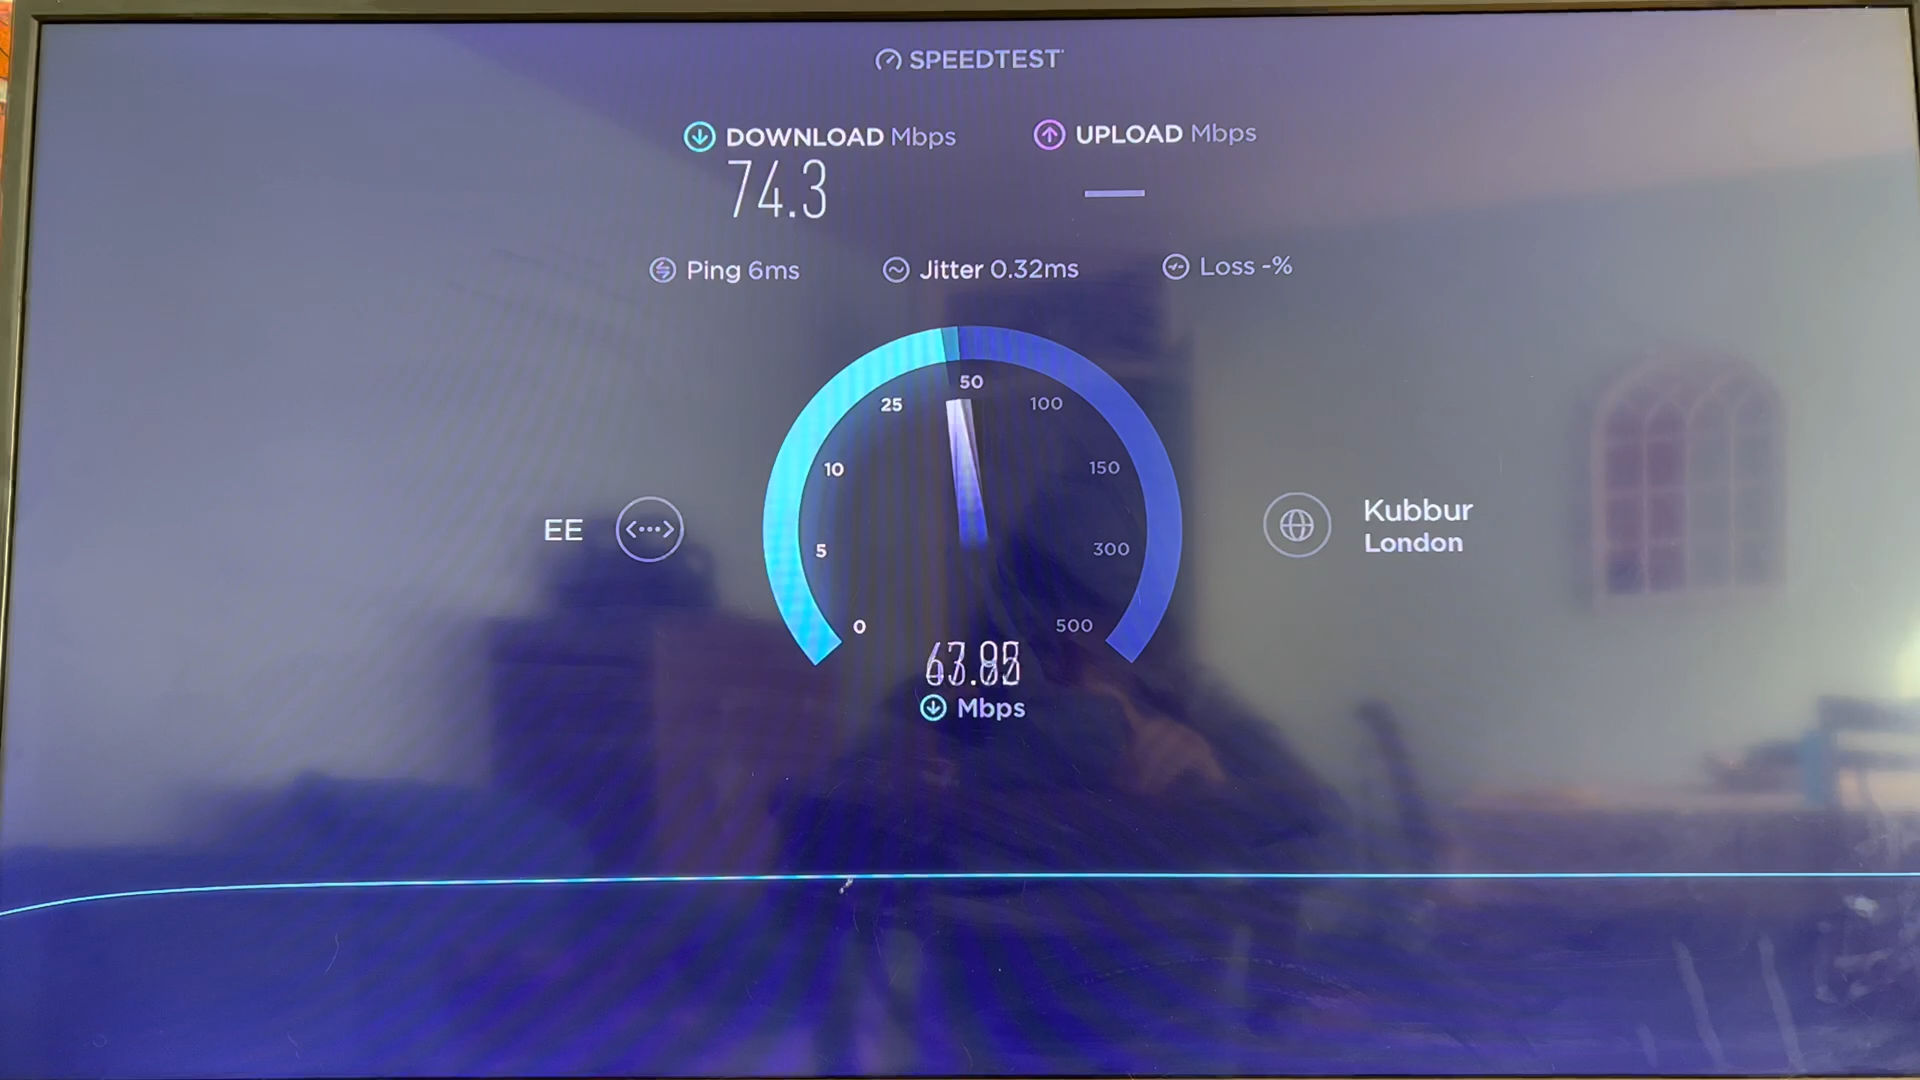 SPEEDTEST
DOWNLOAD Mbps
74.3
UPLOAD Mbps
Ping 6ms
Jitter 0.32ms
Loss -%
50
25
100
10
150
5
300
0
500
EE
Kubbur
London
Mbps